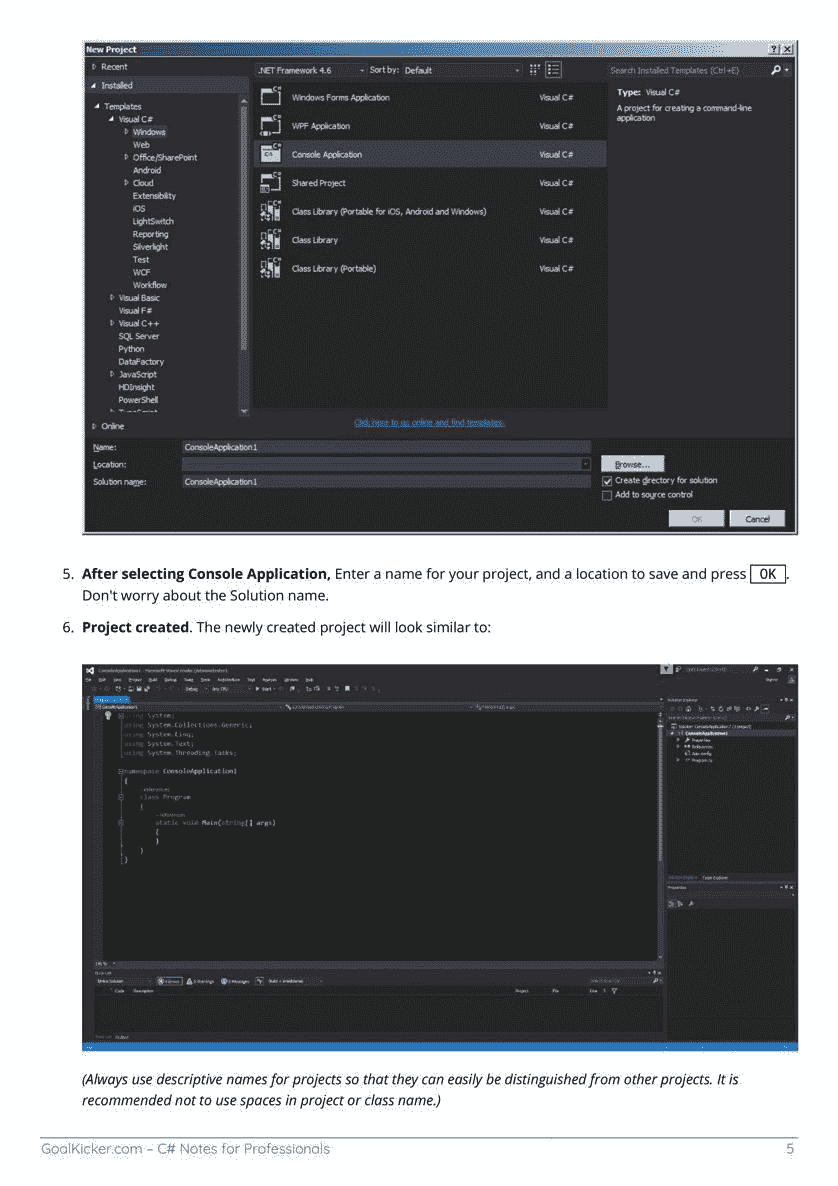 New Project
Recent
.NET Framework 4.6
Sort by: Default
Search Installed Templates (Ctrl+E)
Installed
Templates
Visual C#
Windows
Web
Office/SharePoint
Android
Cloud
Extensibility
iOS
LightSwitch
Reporting
Silverlight
Test
WCF
Workflow
Visual Basic
Visual F#
Visual C++
SQL Server
Python
DataFactory
JavaScript
HDInsight
PowerShell
TypeScript
Online
Windows Forms Application Visual C#
WPF Application Visual C#
Console Application Visual C#
Shared Project Visual C#
Class Library (Portable for iOS, Android and Windows) Visual C#
Class Library Visual C#
Class Library (Portable) Visual C#
Type: Visual C#
A project for creating a command-line
application
Click here to go online and find templates.
Name: ConsoleApplication1
Location:
Browse...
Solution name: ConsoleApplication1
Create directory for solution
Add to source control
OK Cancel
5. After selecting Console Application, Enter a name for your project, and a location to save and press OK.
Don't worry about the Solution name.
6. Project created. The newly created project will look similar to:
using System;
using System.Collections.Generic;
using System.Linq;
using System.Text;
using System.Threading.Tasks;
namespace ConsoleApplication1
{
class Program
{
static void Main(string[] args)
{
}
}
}
(Always use descriptive names for projects so that they can easily be distinguished from other projects. It is
recommended not to use spaces in project or class name.)
GoalKicker.com – C# Notes for Professionals 5